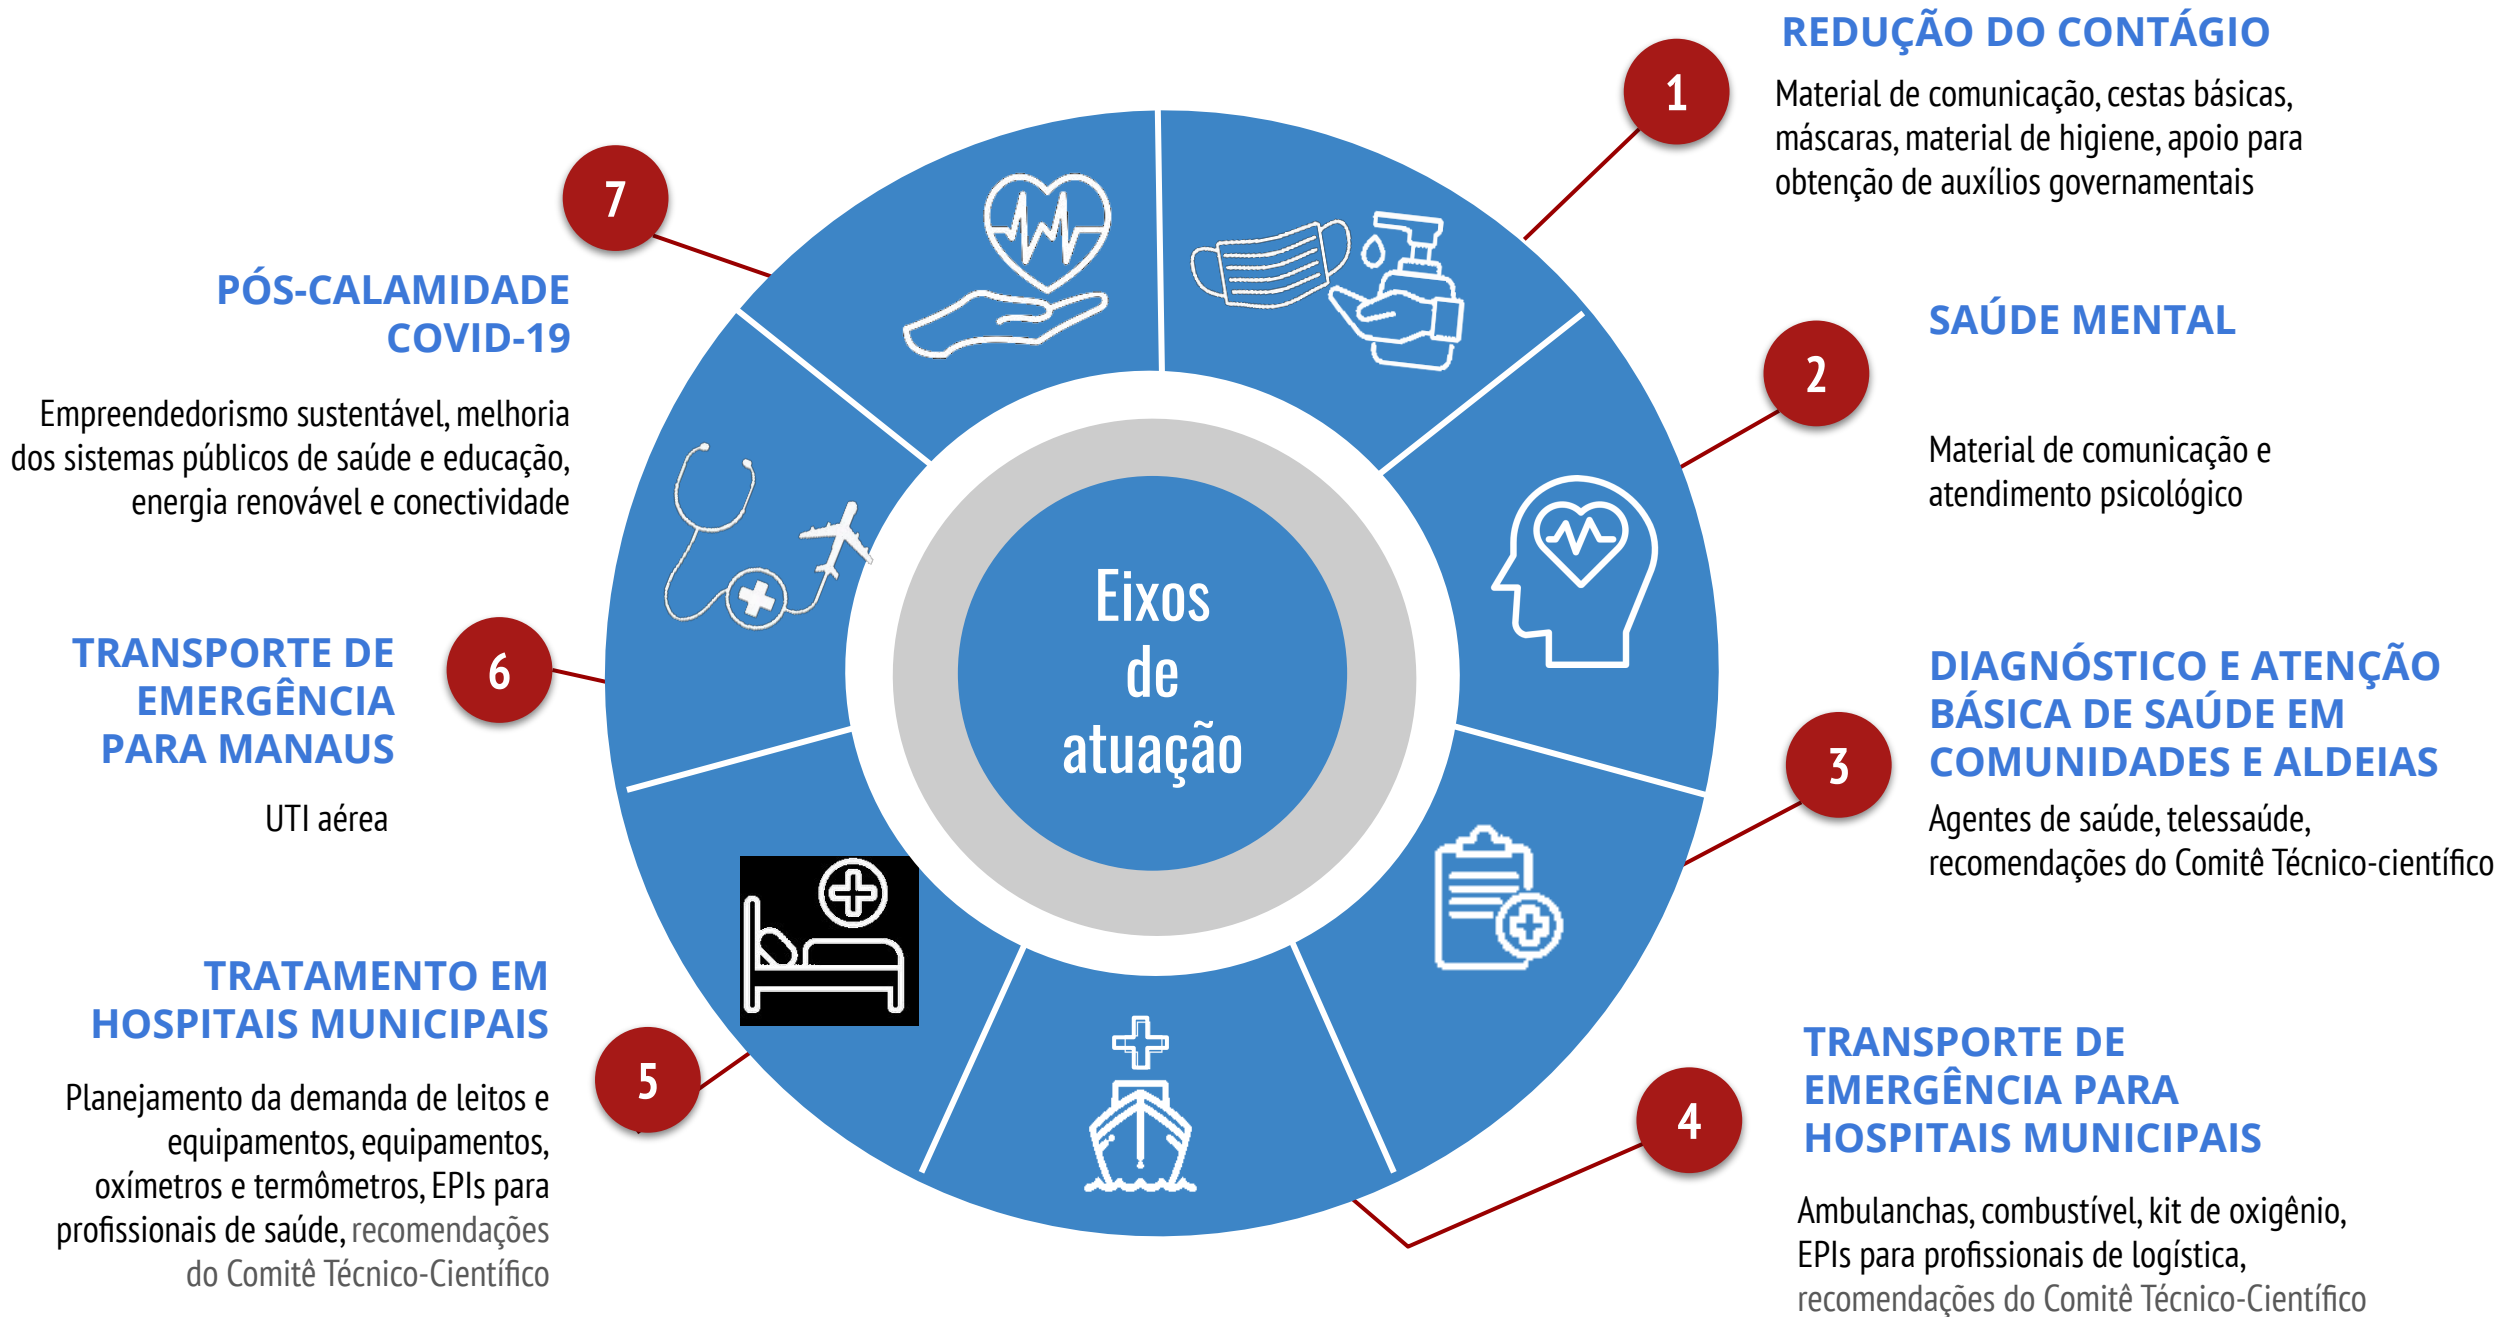 Eixos
de
atuação
1
REDUÇÃO DO CONTÁGIO
Material de comunicação, cestas básicas,
máscaras, material de higiene, apoio para
obtenção de auxílios governamentais
2
SAÚDE MENTAL
Material de comunicação e
atendimento psicológico
3
DIAGNÓSTICO E ATENÇÃO
BÁSICA DE SAÚDE EM
COMUNIDADES E ALDEIAS
Agentes de saúde, telessaúde,
recomendações do Comitê Técnico-científico
4
TRANSPORTE DE
EMERGÊNCIA PARA
HOSPITAIS MUNICIPAIS
Ambulanchas, combustível, kit de oxigênio,
EPIs para profissionais de logística,
recomendações do Comitê Técnico-Científico
5
TRATAMENTO EM
HOSPITAIS MUNICIPAIS
Planejamento da demanda de leitos e
equipamentos, equipamentos,
oxímetros e termômetros, EPIs para
profissionais de saúde, recomendações
do Comitê Técnico-Científico
6
TRANSPORTE DE
EMERGÊNCIA
PARA MANAUS
UTI aérea
7
PÓS-CALAMIDADE
COVID-19
Empreendedorismo sustentável, melhoria
dos sistemas públicos de saúde e educação,
energia renovável e conectividade